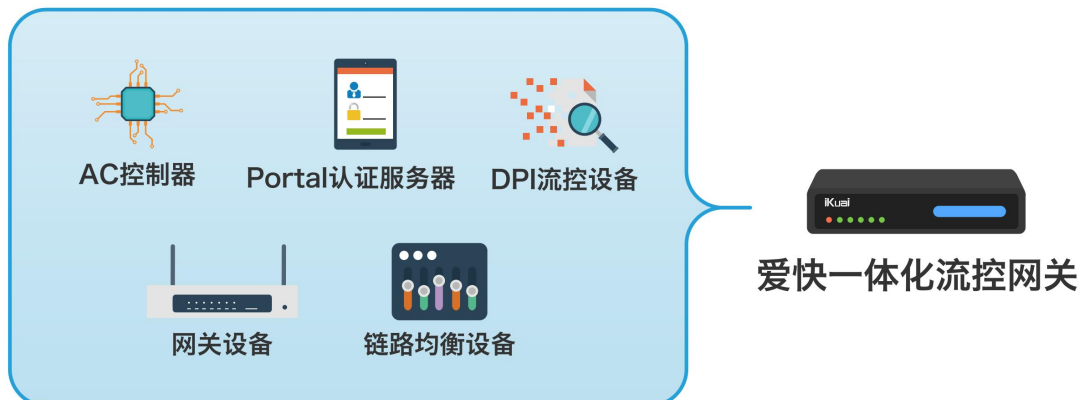 AC控制器
Portal认证服务器
DPI流控设备
网关设备
链路均衡设备
iKuai
爱快一体化流控网关